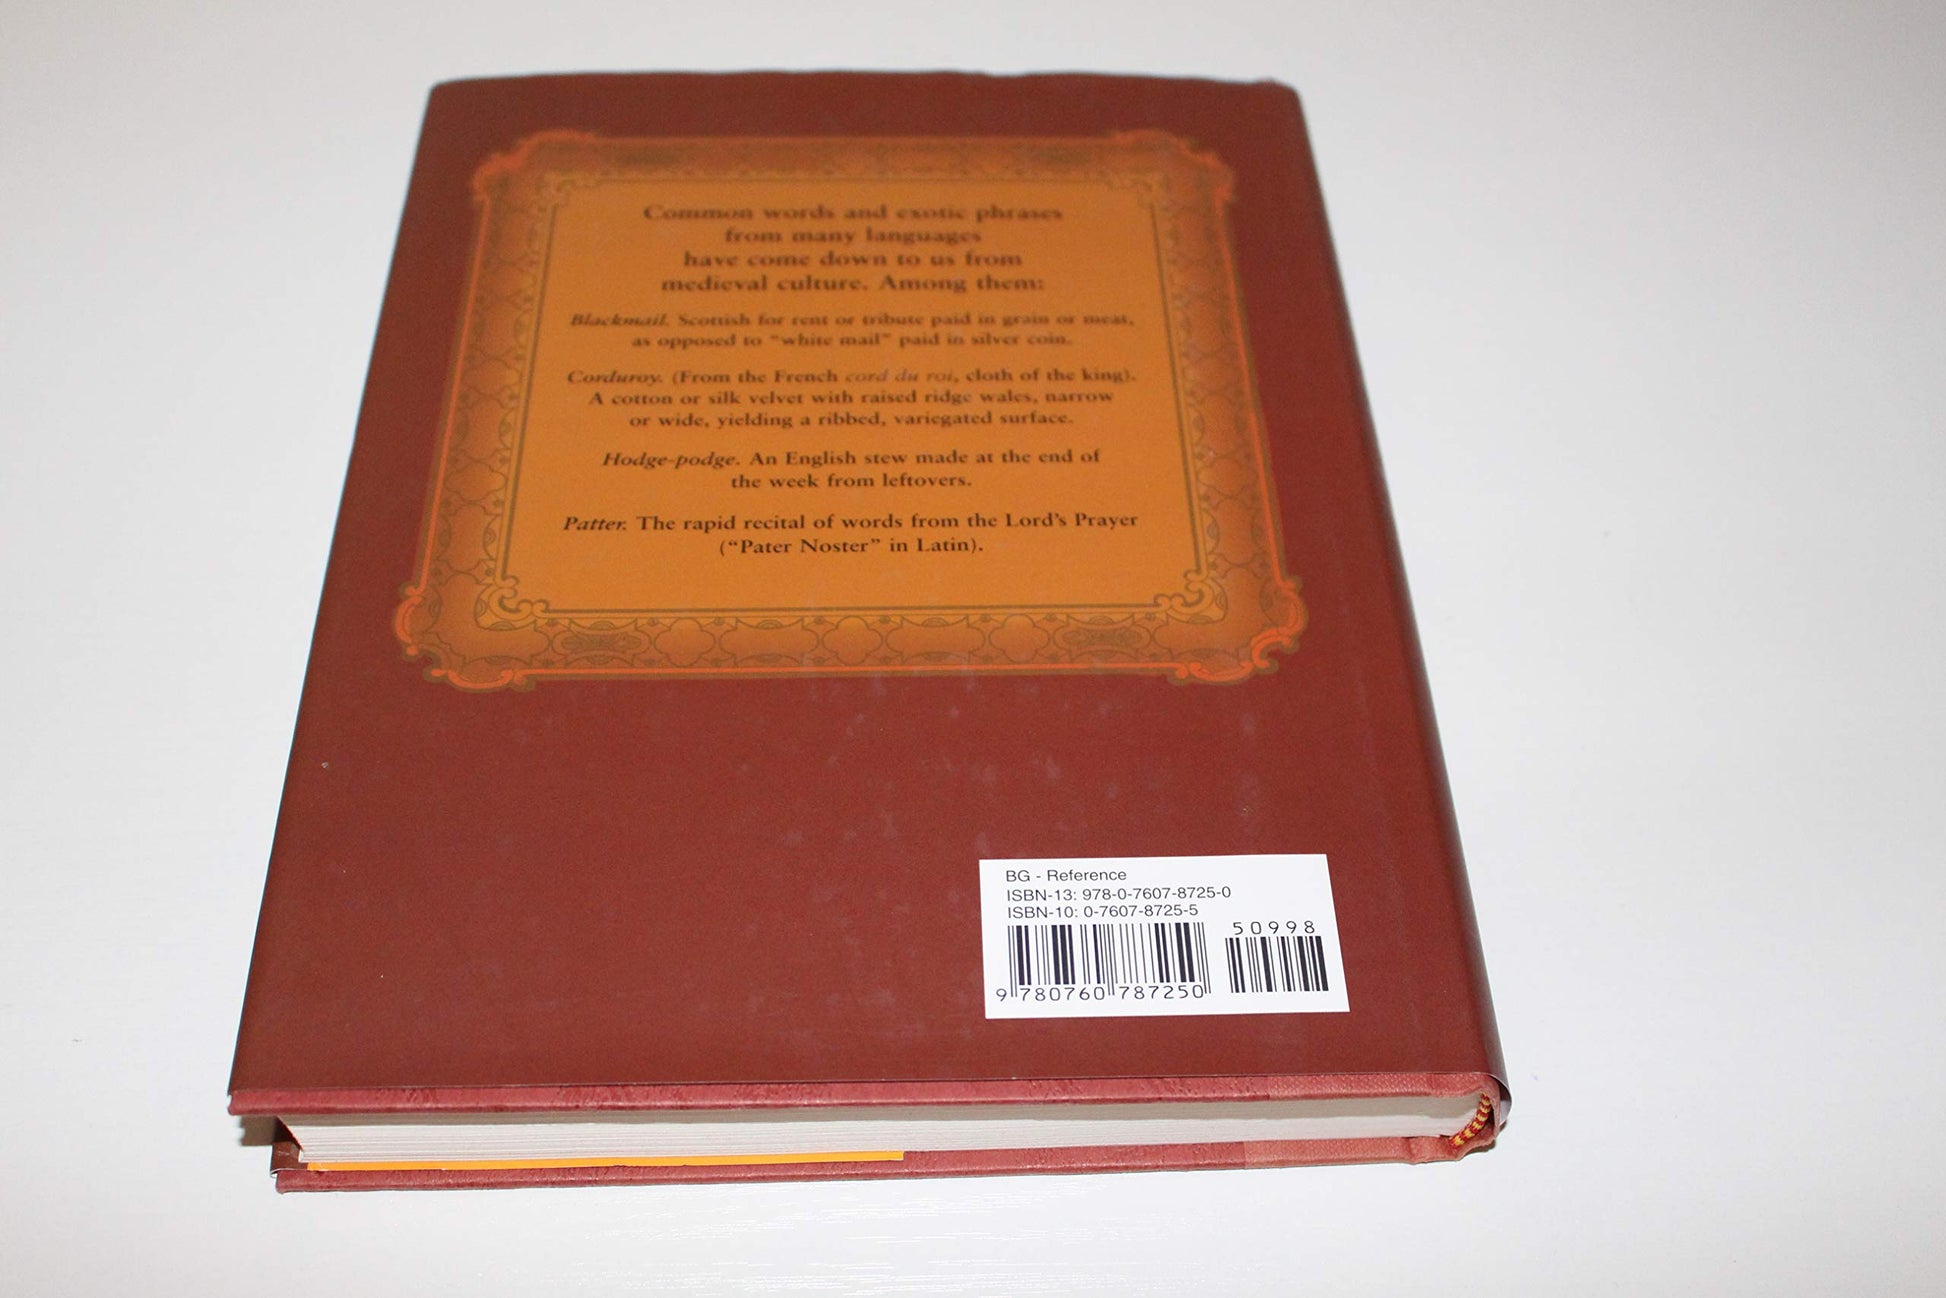 Common words and exotic phrases
from many languages
have come down to us from
medieval culture. Among them:
Blackmail. Scottish for rent or tribute paid in grain or meat,
as opposed to “white mail” paid in silver coin.
Corduroy. (From the French cord du roi, cloth of the king).
A cotton or silk velvet with raised ridge wales, narrow
or wide, yielding a ribbed, variegated surface.
Hodge-podge. An English stew made at the end of
the week from leftovers.
Patter. The rapid recital of words from the Lord’s Prayer
(“Pater Noster” in Latin).
BG - Reference
ISBN-13: 978-0-7607-8725-0
ISBN-10: 0-7607-8725-5
50998
9 780760 787250